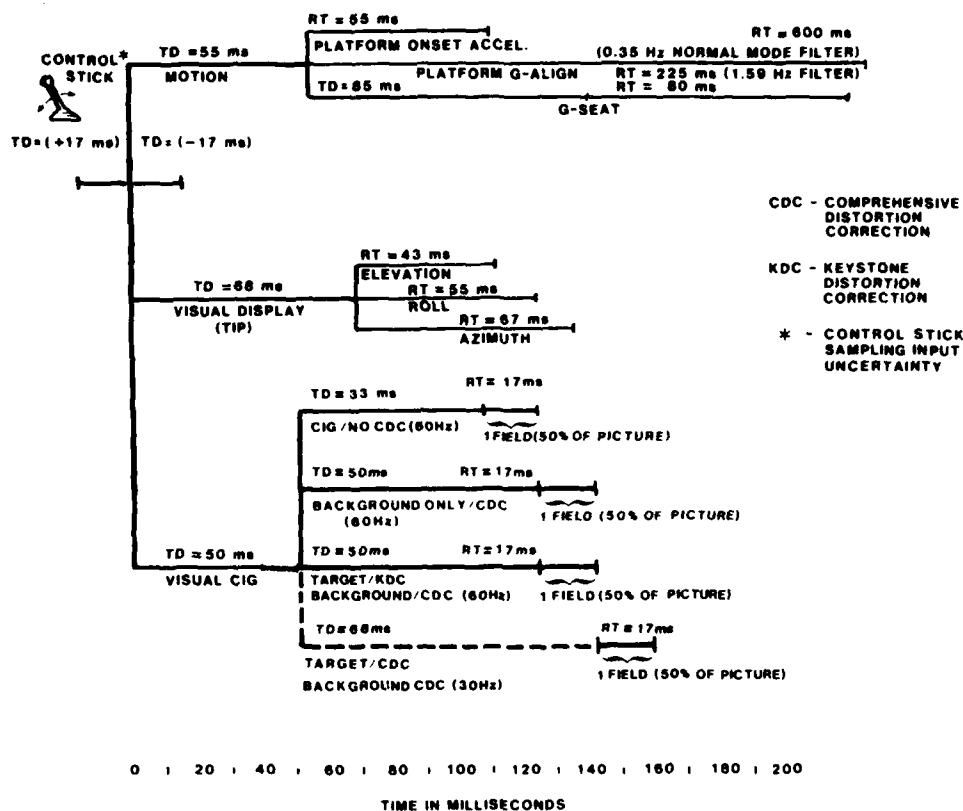 RT = 55 ms
PLATFORM ONSET ACCEL.
RT = 600 ms
(0.35 Hz NORMAL MODE FILTER)
CONTROL *
STICK
TD = 55 ms
MOTION
PLATFORM G-ALIGN
RT = 225 ms (1.59 Hz FILTER)
TD = 85 ms
RT = 80 ms
G-SEAT
TD = (+17 ms)
TD = (-17 ms)
CDC - COMPREHENSIVE
DISTORTION
CORRECTION
KDC - KEYSTONE
DISTORTION
CORRECTION
* - CONTROL STICK
SAMPLING INPUT
UNCERTAINTY
RT = 43 ms
ELEVATION
TD = 68 ms
VISUAL DISPLAY
(TIP)
RT = 55 ms
ROLL
RT = 67 ms
AZIMUTH
TD = 33 ms
RT = 17ms
CIG/NO CDC (60Hz)
1 FIELD (50% OF PICTURE)
TD = 50ms
RT = 17ms
BACKGROUND ONLY/CDC
(60Hz)
1 FIELD (50% OF PICTURE)
TD = 50 ms
VISUAL CIG
TD = 50ms
RT = 17ms
TARGET/KDC
BACKGROUND/CDC (60Hz)
1 FIELD (50% OF PICTURE)
TD = 66ms
RT = 17ms
TARGET/CDC
BACKGROUND CDC (30Hz)
1 FIELD (50% OF PICTURE)
0 20 40 60 80 100 120 140 160 180 200
TIME IN MILLISECONDS